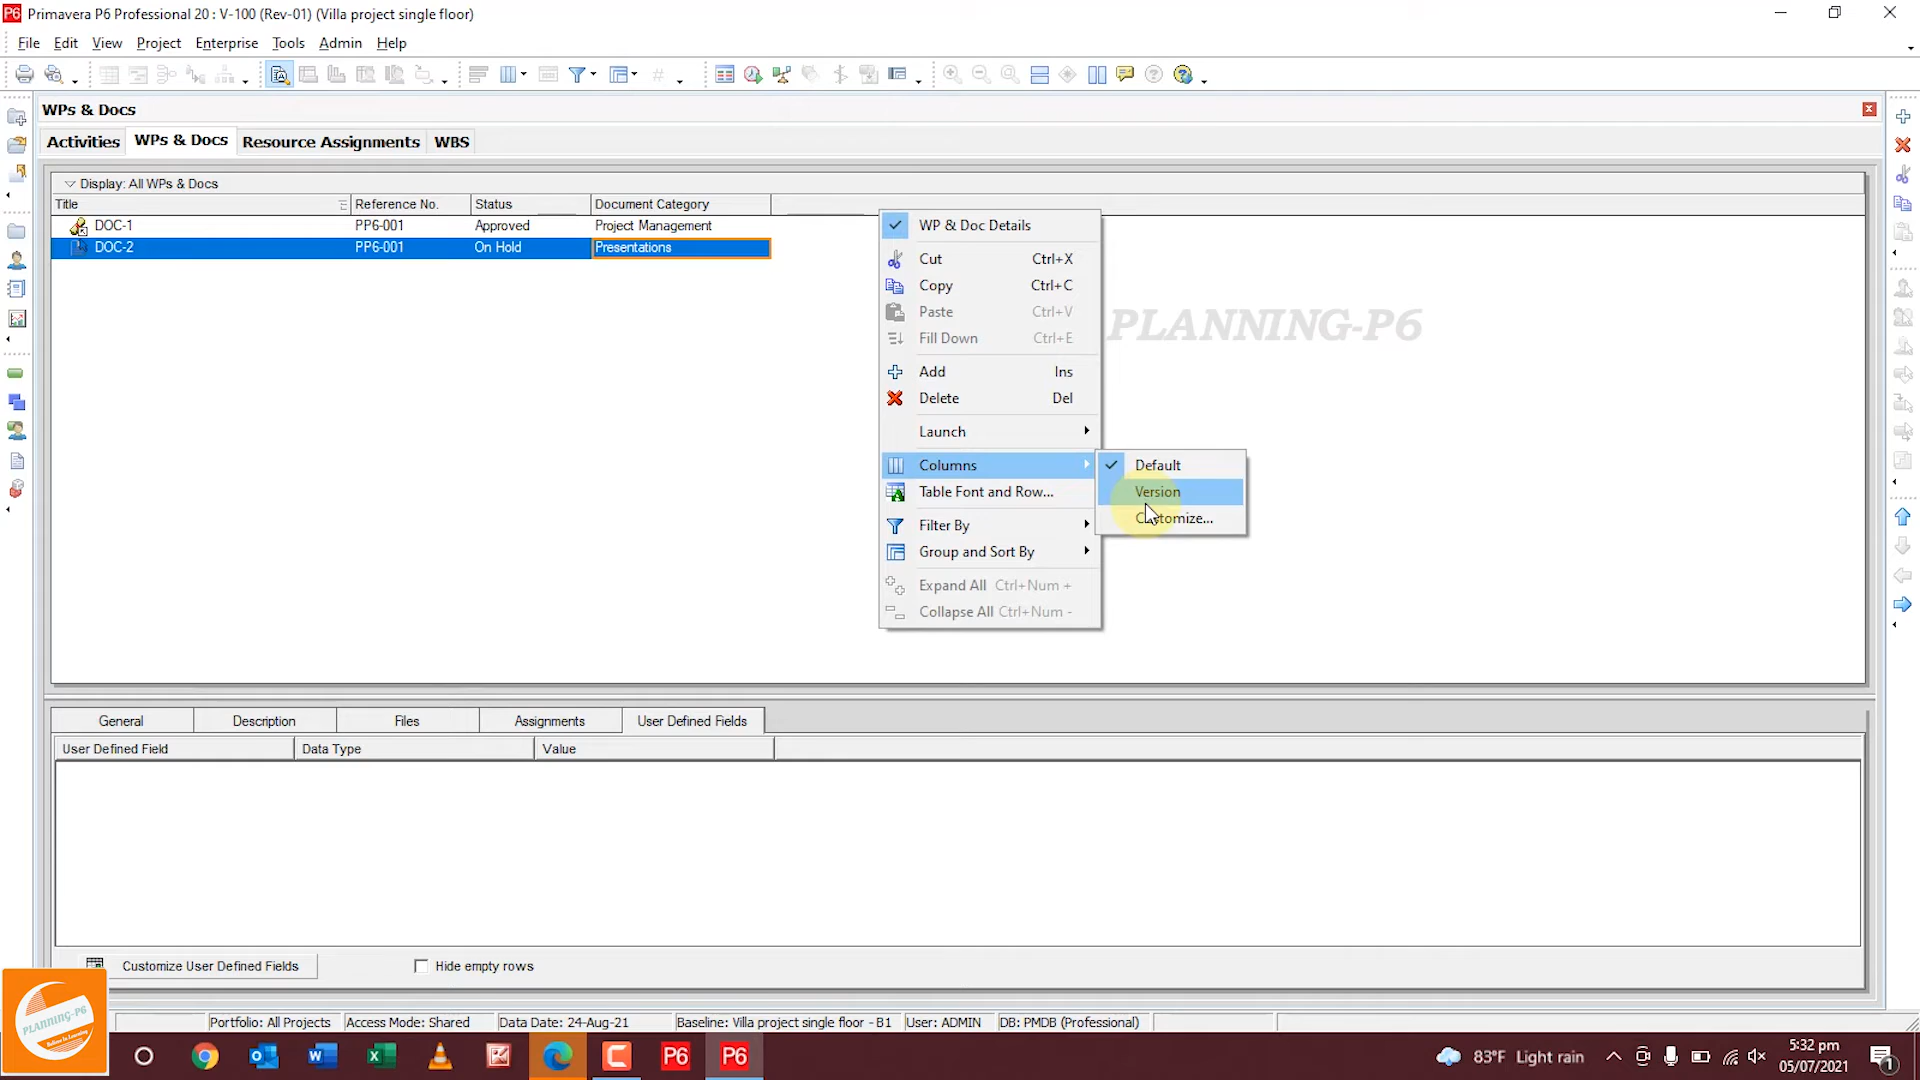 P6 Primavera P6 Professional 20 : V-100 (Rev-01) (Villa project single floor)
File Edit View Project Enterprise Tools Admin Help
WPs & Docs
Activities WPs & Docs Resource Assignments WBS
Display: All WPs & Docs
Title Reference No. Status Document Category
DOC-1 PP6-001 Approved Project Management
DOC-2 PP6-001 On Hold Presentations
WP & Doc Details
Cut Ctrl+X
Copy Ctrl+C
Paste Ctrl+V
Fill Down Ctrl+E
Add Ins
Delete Del
Launch
Columns
Table Font and Row...
Filter By
Group and Sort By
Expand All Ctrl+Num +
Collapse All Ctrl+Num -
Default
Version
Customize...
PLANNING-P6
General Description Files Assignments User Defined Fields
User Defined Field Data Type Value
Customize User Defined Fields Hide empty rows
PLANNING-P6
Portfolio: All Projects Access Mode: Shared Data Date: 24-Aug-21 Baseline: Villa project single floor - B1 User: ADMIN DB: PMDB (Professional)
P6 P6
83°F Light rain
5:32 pm
05/07/2021
1